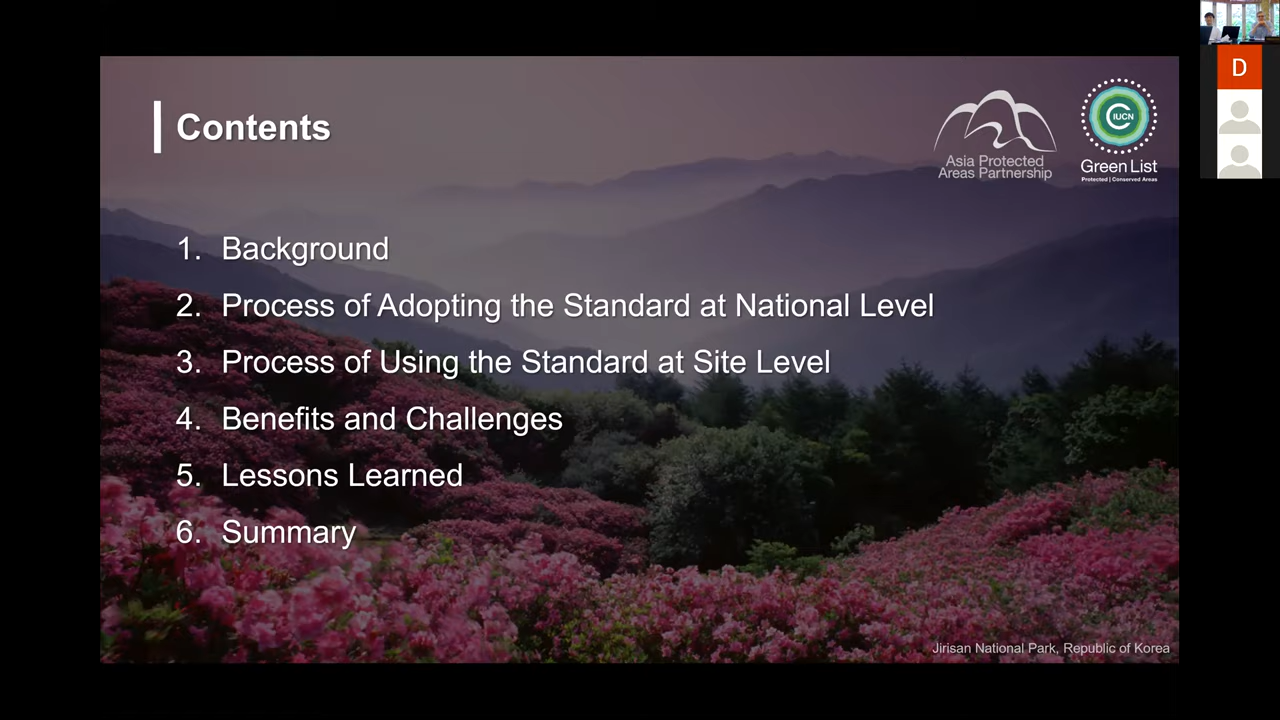 Contents
Asia Protected
Areas Partnership
IUCN
Green List
Protected | Conserved Areas
1. Background
2. Process of Adopting the Standard at National Level
3. Process of Using the Standard at Site Level
4. Benefits and Challenges
5. Lessons Learned
6. Summary
Jirisan National Park, Republic of Korea
D